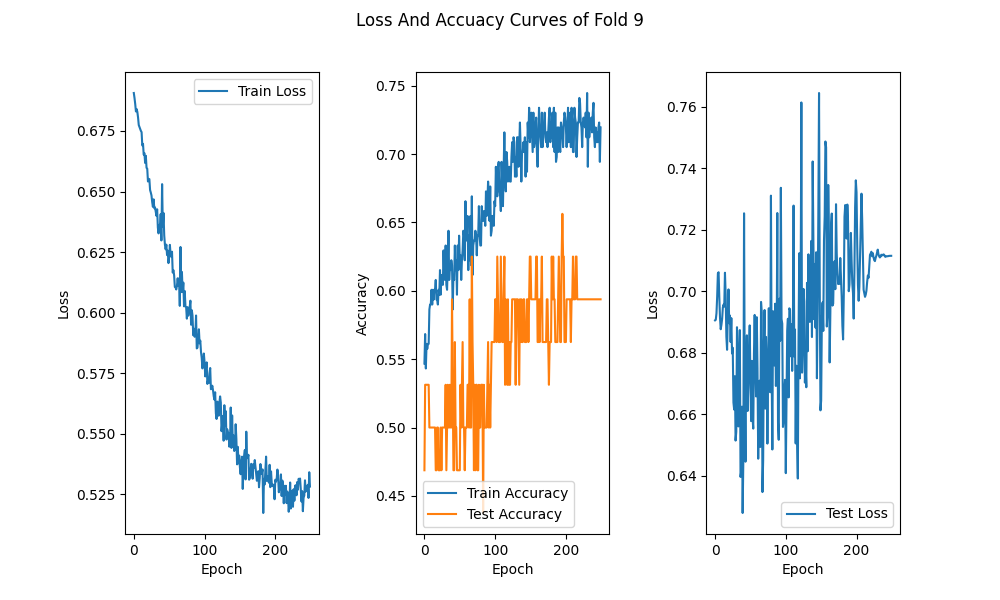 Loss And Accuacy Curves of Fold 9
Loss
0.675
0.650
0.625
0.600
0.575
0.550
0.525
Train Loss
0
100
200
Epoch
Accuracy
0.75
0.70
0.65
0.60
0.55
0.50
0.45
Train Accuracy
Test Accuracy
0
100
200
Epoch
Loss
0.76
0.74
0.72
0.70
0.68
0.66
0.64
Test Loss
0
100
200
Epoch